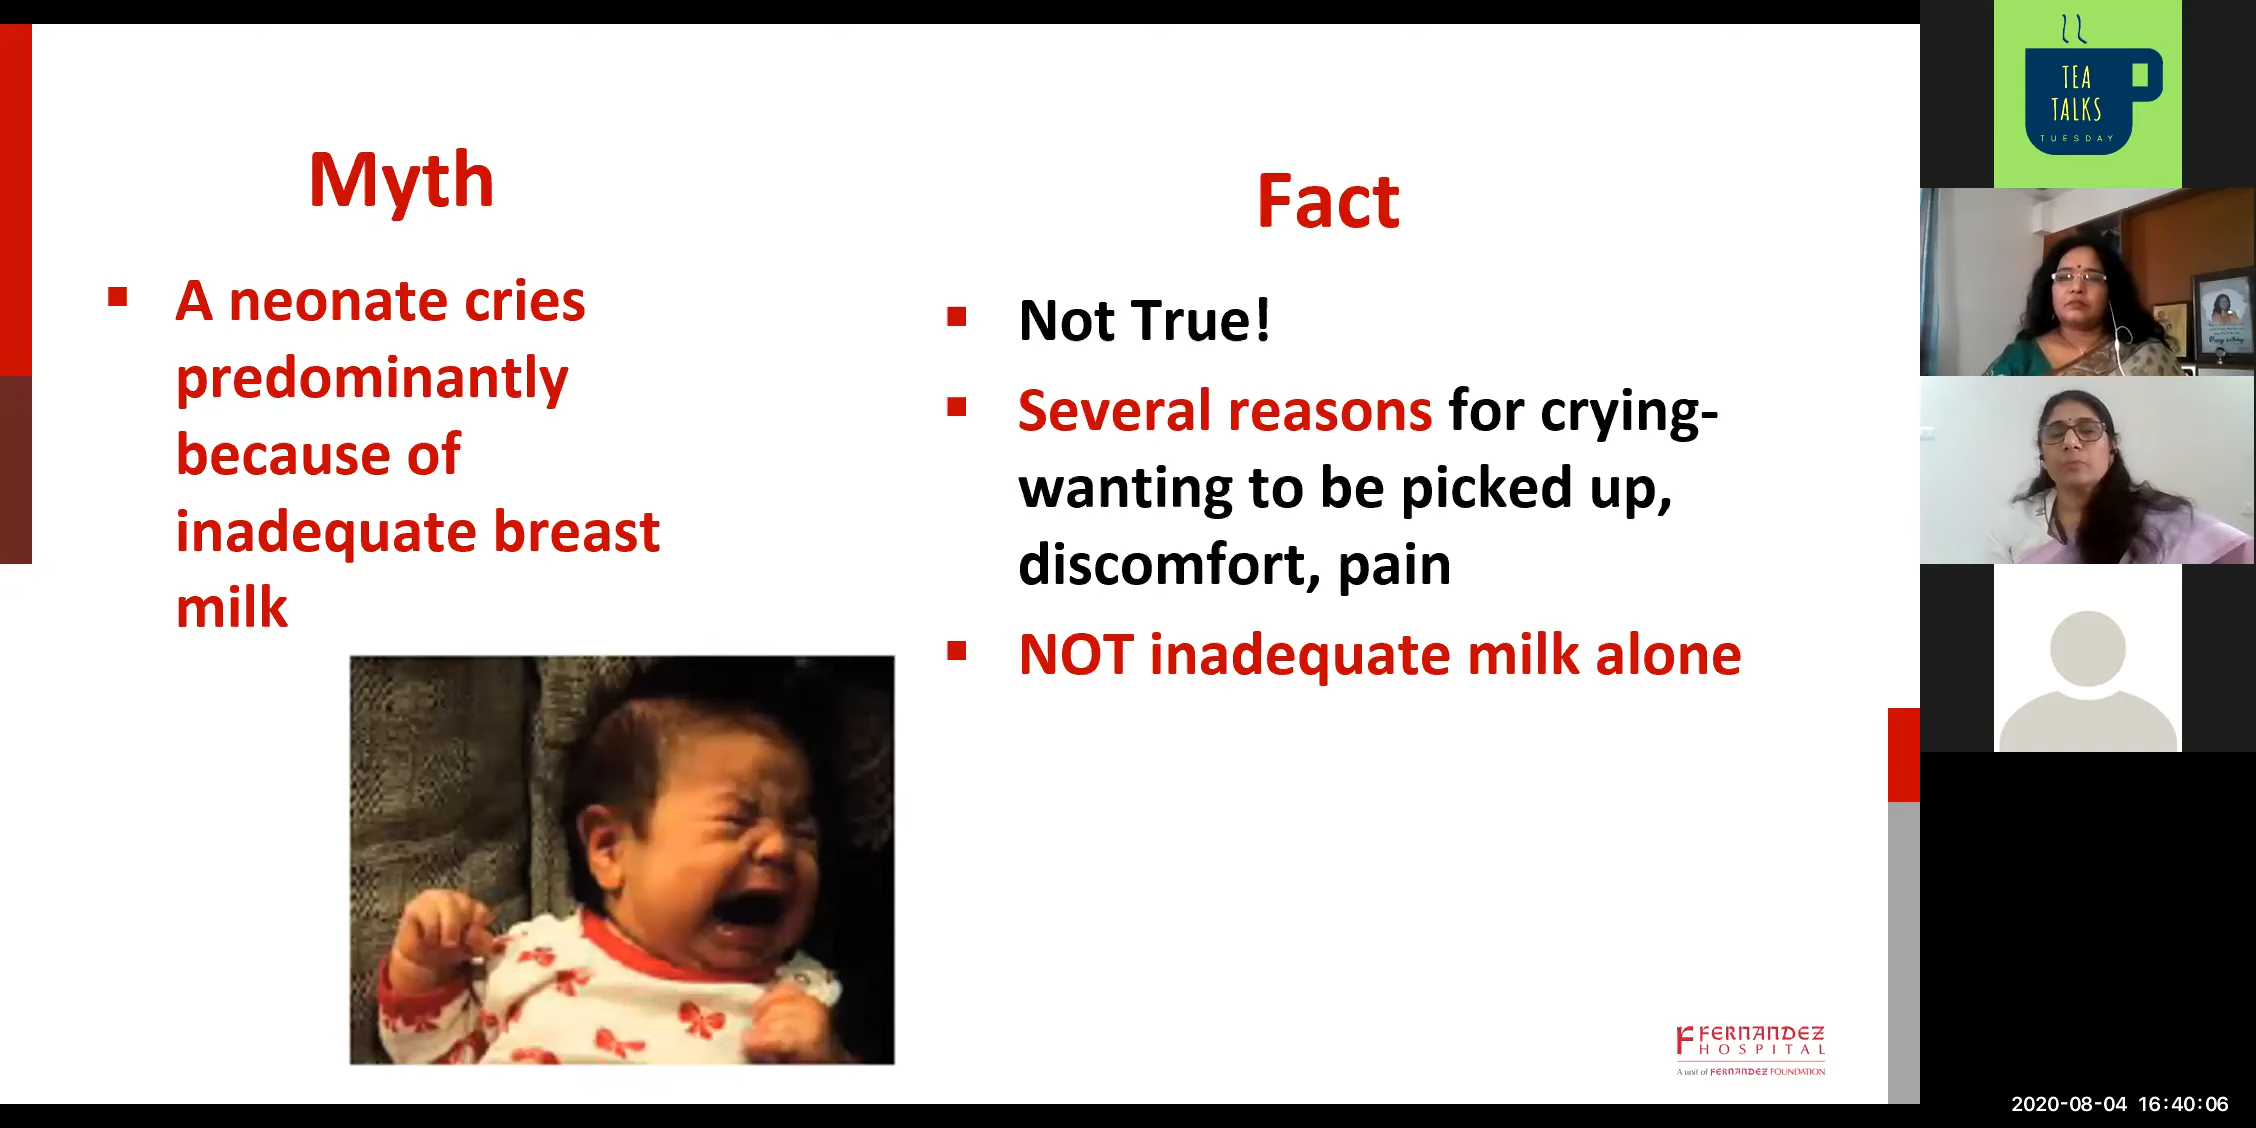 Myth
A neonate cries
predominantly
because of
inadequate breast
milk
Fact
Not True!
Several reasons for crying-
wanting to be picked up,
discomfort, pain
NOT inadequate milk alone
FERNANDEZ
HOSPITAL
A unit of FERNANDEZ FOUNDATION
TEA
TALKS
TUESDAY
2020-08-04 16:40:06